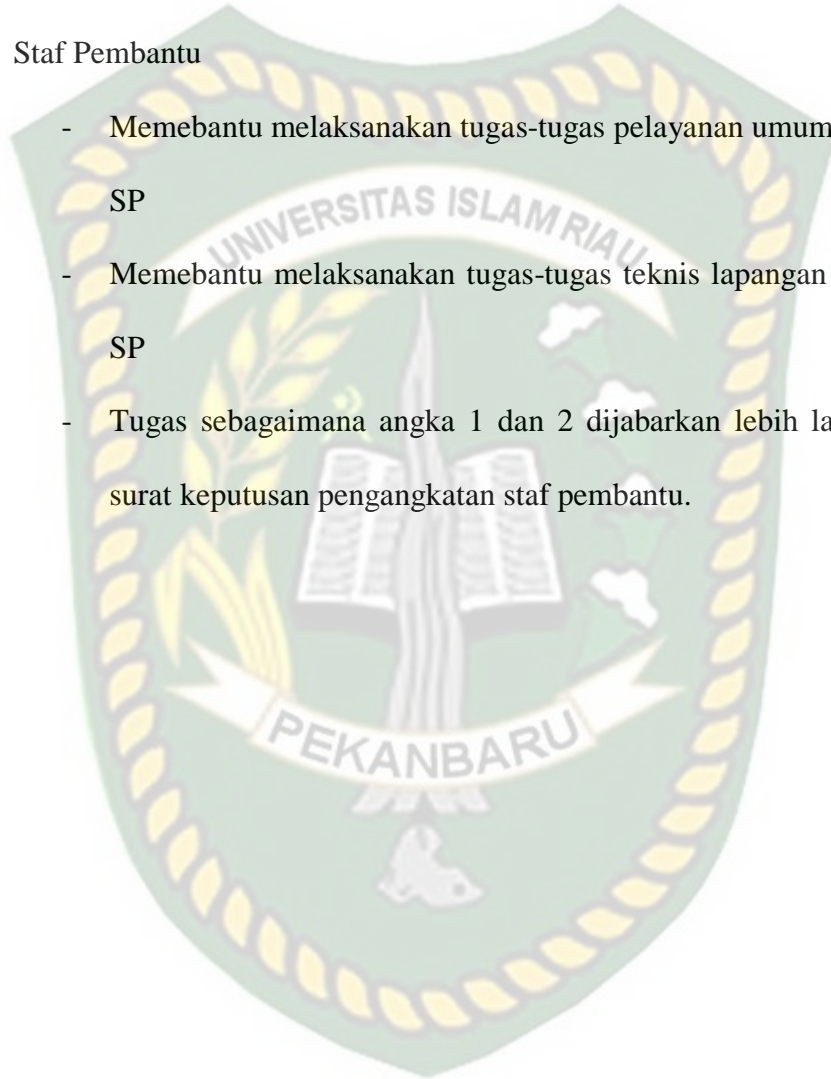 Staf Pembantu
- Memebantu melaksanakan tugas-tugas pelayanan umum
SP
UNIVERSITAS ISLAM RIAU
- Memebantu melaksanakan tugas-tugas teknis lapangan
SP
- Tugas sebagaimana angka 1 dan 2 dijabarkan lebih la
surat keputusan pengangkatan staf pembantu.
PEKANBARU